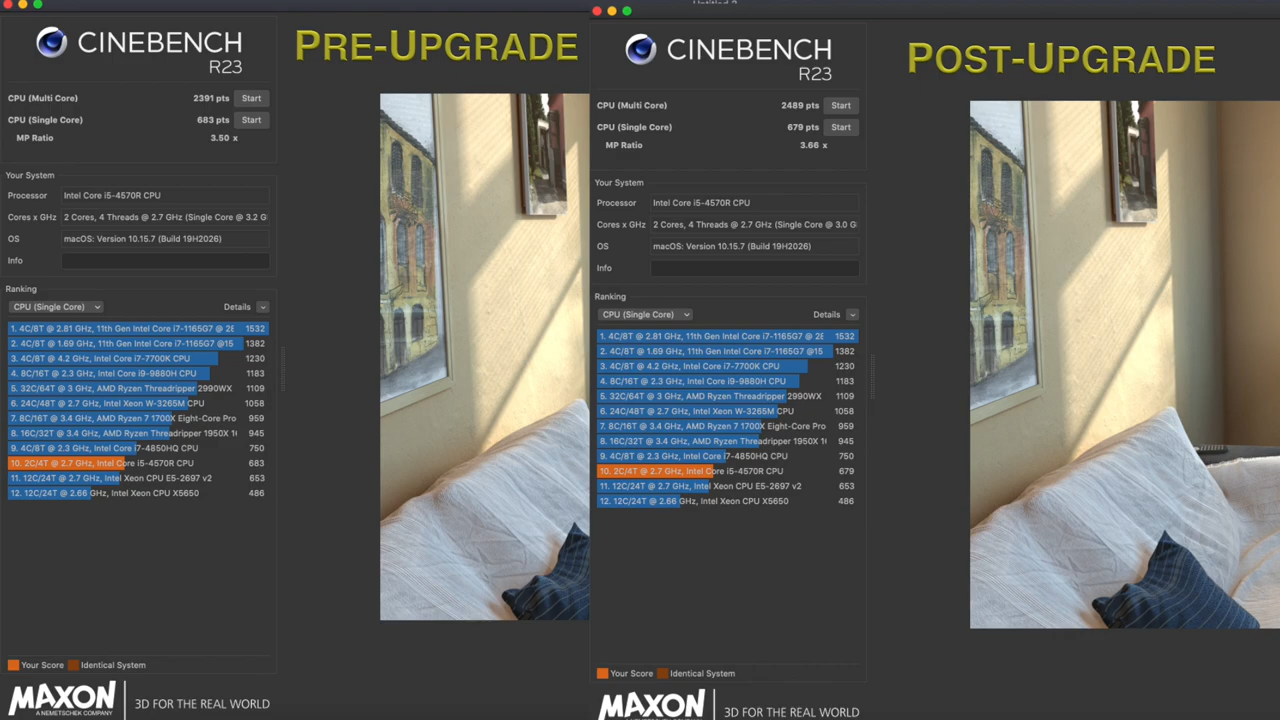 CINEBENCH
R23
PRE-UPGRADE
CPU (Multi Core) 2391 pts Start
CPU (Single Core) 683 pts Start
MP Ratio 3.50 x
Your System
Processor Intel Core i5-4570R CPU
Cores x GHz 2 Cores, 4 Threads @ 2.7 GHz (Single Core @ 3.2 G
OS macOS: Version 10.15.7 (Build 19H2026)
Info
Ranking
CPU (Single Core) Details
1. 4C/8T @ 2.81 GHz, 11th Gen Intel Core i7-1165G7 @ 28 1532
2. 4C/8T @ 1.69 GHz, 11th Gen Intel Core i7-1165G7 @15 1382
3. 4C/8T @ 4.2 GHz, Intel Core i7-7700K CPU 1230
4. 8C/16T @ 2.3 GHz, Intel Core i9-9880H CPU 1183
5. 32C/64T @ 3 GHz, AMD Ryzen Threadripper 2990WX 1109
6. 24C/48T @ 2.7 GHz, Intel Xeon W-3265M CPU 1058
7. 8C/16T @ 3.4 GHz, AMD Ryzen 7 1700X Eight-Core Pro 959
8. 16C/32T @ 3.4 GHz, AMD Ryzen Threadripper 1950X 945
9. 4C/8T @ 2.3 GHz, Intel Core i7-4850HQ CPU 750
10. 2C/4T @ 2.7 GHz, Intel Core i5-4570R CPU 683
11. 12C/24T @ 2.7 GHz, Intel Xeon CPU E5-2697 v2 653
12. 12C/24T @ 2.66 GHz, Intel Xeon CPU X5650 486
Your Score Identical System
MAXON
A NEMETSCHEK COMPANY
3D FOR THE REAL WORLD
CINEBENCH
R23
POST-UPGRADE
CPU (Multi Core) 2489 pts Start
CPU (Single Core) 679 pts Start
MP Ratio 3.66 x
Your System
Processor Intel Core i5-4570R CPU
Cores x GHz 2 Cores, 4 Threads @ 2.7 GHz (Single Core @ 3.0 G
OS macOS: Version 10.15.7 (Build 19H2026)
Info
Ranking
CPU (Single Core) Details
1. 4C/8T @ 2.81 GHz, 11th Gen Intel Core i7-1165G7 @ 28 1532
2. 4C/8T @ 1.69 GHz, 11th Gen Intel Core i7-1165G7 @15 1382
3. 4C/8T @ 4.2 GHz, Intel Core i7-7700K CPU 1230
4. 8C/16T @ 2.3 GHz, Intel Core i9-9880H CPU 1183
5. 32C/64T @ 3 GHz, AMD Ryzen Threadripper 2990WX 1109
6. 24C/48T @ 2.7 GHz, Intel Xeon W-3265M CPU 1058
7. 8C/16T @ 3.4 GHz, AMD Ryzen 7 1700X Eight-Core Pro 959
8. 16C/32T @ 3.4 GHz, AMD Ryzen Threadripper 1950X 945
9. 4C/8T @ 2.3 GHz, Intel Core i7-4850HQ CPU 750
10. 2C/4T @ 2.7 GHz, Intel Core i5-4570R CPU 679
11. 12C/24T @ 2.7 GHz, Intel Xeon CPU E5-2697 v2 653
12. 12C/24T @ 2.66 GHz, Intel Xeon CPU X5650 486
Your Score Identical System
MAXON
3D FOR THE REAL WORLD